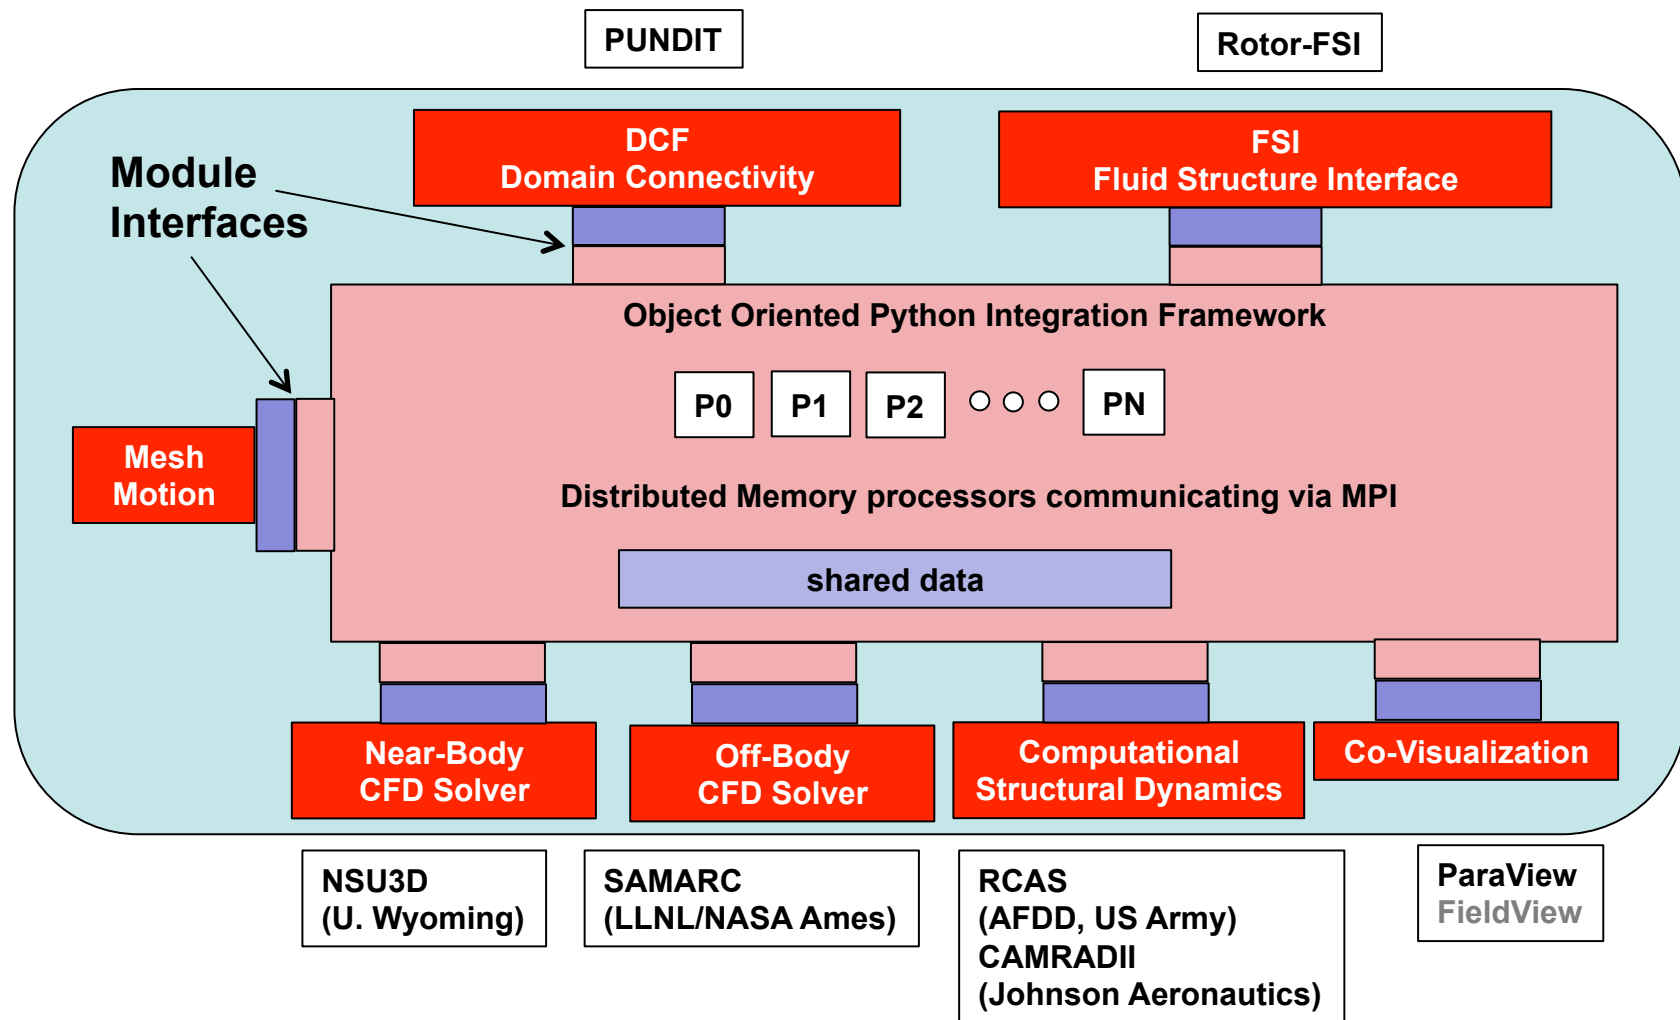 PUNDIT
Rotor-FSI
DCF
Domain Connectivity
FSI
Fluid Structure Interface
Module
Interfaces
Object Oriented Python Integration Framework
P0 P1 P2 PN
Mesh
Motion
Distributed Memory processors communicating via MPI
shared data
Near-Body
CFD Solver
Off-Body
CFD Solver
Computational
Structural Dynamics
Co-Visualization
NSU3D
(U. Wyoming)
SAMARC
(LLNL/NASA Ames)
RCAS
(AFDD, US Army)
CAMRADII
(Johnson Aeronautics)
ParaView
FieldView